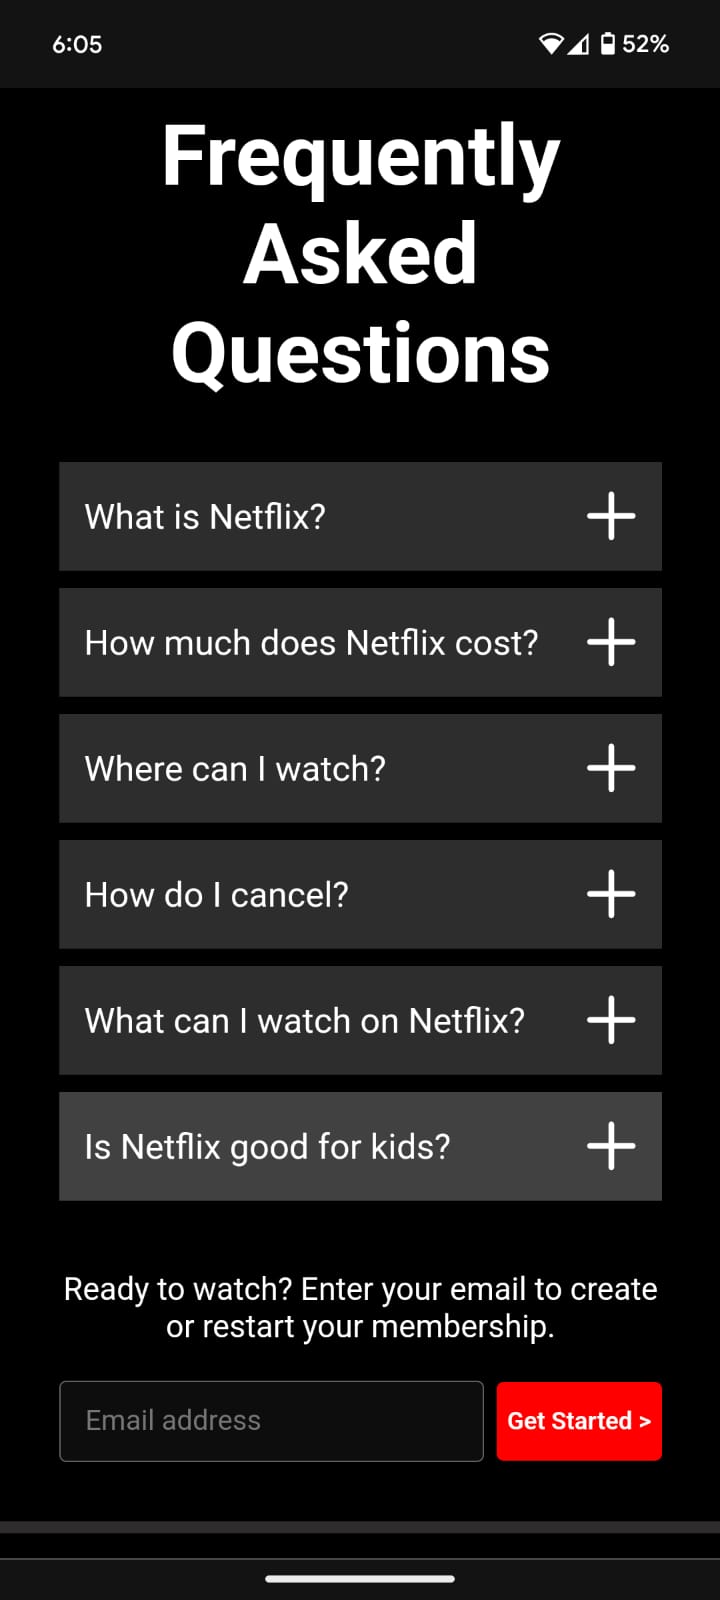 6:05
52%
Frequently
Asked
Questions
What is Netflix?
How much does Netflix cost?
Where can I watch?
How do I cancel?
What can I watch on Netflix?
Is Netflix good for kids?
Ready to watch? Enter your email to create
or restart your membership.
Email address
Get Started >